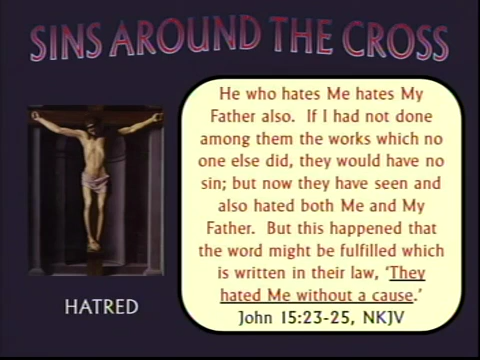 SINS AROUND THE CROSS
He who hates Me hates My
Father also.  If I had not done
among them the works which no
one else did, they would have no
sin; but now they have seen and
also hated both Me and My
Father.  But this happened that
the word might be fulfilled which
is written in their law, ‘They
hated Me without a cause.’
John 15:23-25, NKJV
HATRED